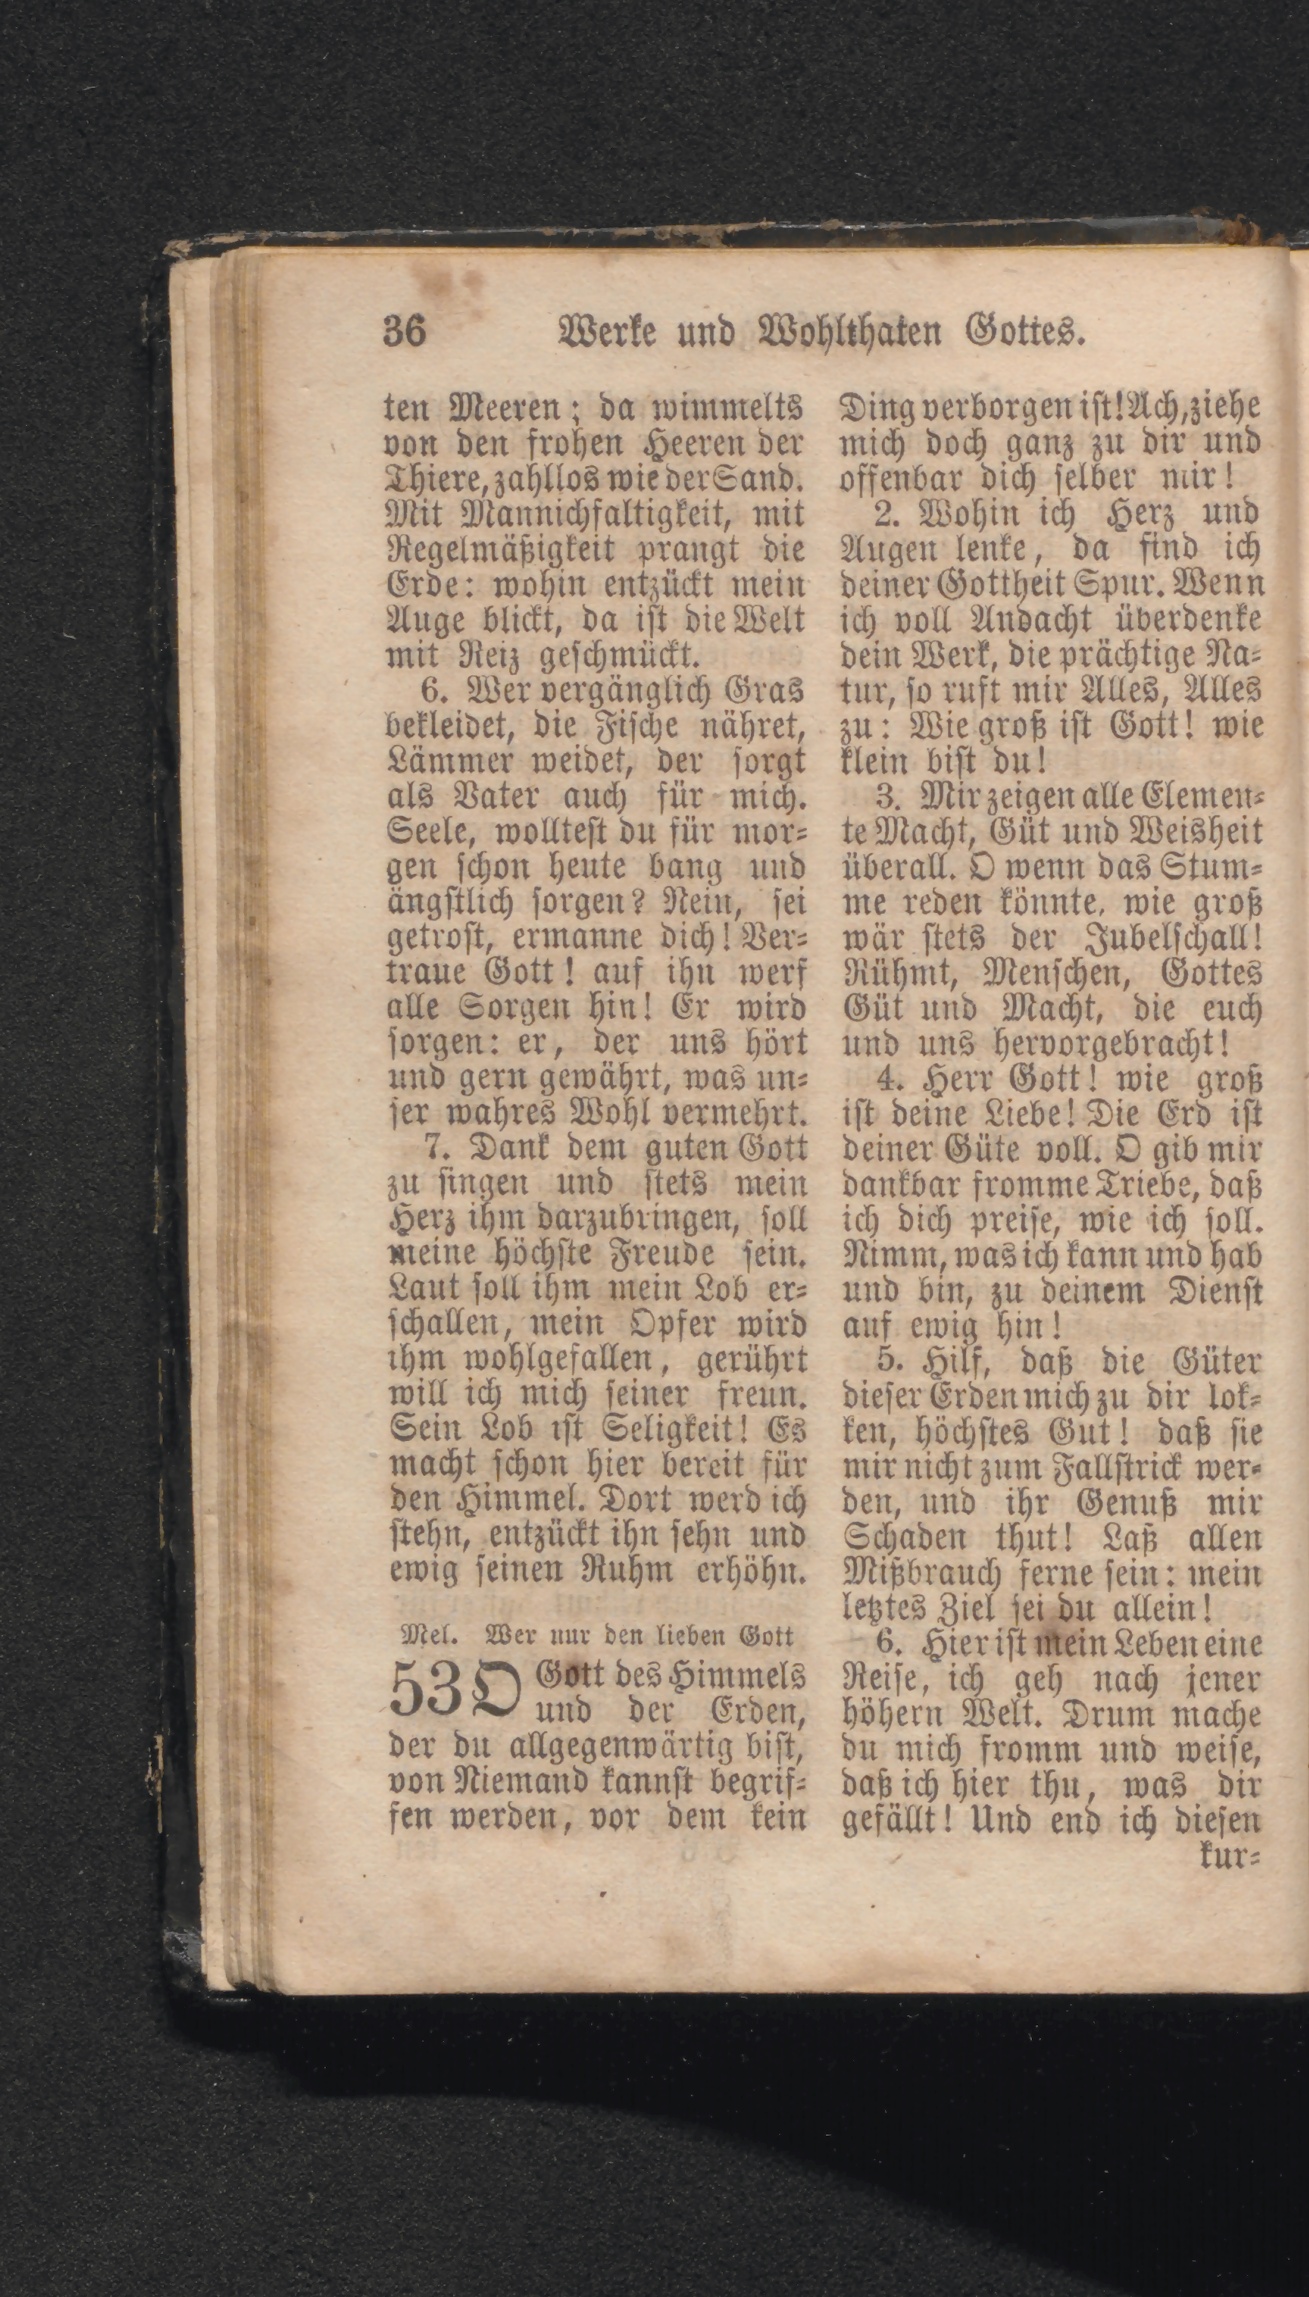 36 Werke und Wohlthaten Gottes.
ten Meeren; da wimmelts
von den frohen Heeren der
Thiere, zahllos wie der Sand.
Mit Mannichfaltigkeit, mit
Regelmäßigkeit prangt die
Erde: wohin entzückt mein
Auge blickt, da ist die Welt
mit Reiz geschmückt.
6. Wer vergänglich Gras
bekleidet, die Fische nähret,
Lämmer weidet, der sorgt
als Vater auch für mich.
Seele, wolltest du für mor-
gen schon heute bang und
ängstlich sorgen? Nein, sei
getrost, ermanne dich! Ver-
traue Gott! auf ihn werf
alle Sorgen hin! Er wird
sorgen: er, der uns hört
und gern gewährt, was un-
ser wahres Wohl vermehrt.
7. Dank dem guten Gott
zu singen und stets mein
Herz ihm darzubringen, soll
meine höchste Freude sein.
Laut soll ihm mein Lob er-
schallen, mein Opfer wird
ihm wohlgefallen, gerührt
will ich mich seiner freun.
Sein Lob ist Seligkeit! Es
macht schon hier bereit für
den Himmel. Dort werd ich
stehn, entzückt ihn sehn und
ewig seinen Ruhm erhöhn.
Mel. Wer nur den lieben Gott
53 O Gott des Himmels
und der Erden,
der du allgegenwärtig bist,
von Niemand kannst begrif-
fen werden, vor dem kein
Ding verborgen ist! Ach, ziehe
mich doch ganz zu dir und
offenbar dich selber mir!
2. Wohin ich Herz und
Augen lenke, da find ich
deiner Gottheit Spur. Wenn
ich voll Andacht überdenke
dein Werk, die prächtige Na-
tur, so ruft mir Alles, Alles
zu: Wie groß ist Gott! wie
klein bist du!
3. Mir zeigen alle Elemen-
te Macht, Güt und Weisheit
überall. O wenn das Stum-
me reden könnte, wie groß
wär stets der Jubelschall!
Rühmt, Menschen, Gottes
Güt und Macht, die euch
und uns hervorgebracht!
4. Herr Gott! wie groß
ist deine Liebe! Die Erd ist
deiner Güte voll. O gib mir
dankbar fromme Triebe, daß
ich dich preise, wie ich soll.
Nimm, was ich kann und hab
und bin, zu deinem Dienst
auf ewig hin!
5. Hilf, daß die Güter
dieser Erden mich zu dir lok-
ken, höchstes Gut! daß sie
mir nicht zum Fallstrick wer-
den, und ihr Genuß mir
Schaden thut! Laß allen
Mißbrauch ferne sein: mein
letztes Ziel sei du allein!
6. Hier ist mein Leben eine
Reise, ich geh nach jener
höhern Welt. Drum mache
du mich fromm und weise,
daß ich hier thu, was dir
gefällt! Und end ich diesen
kur-